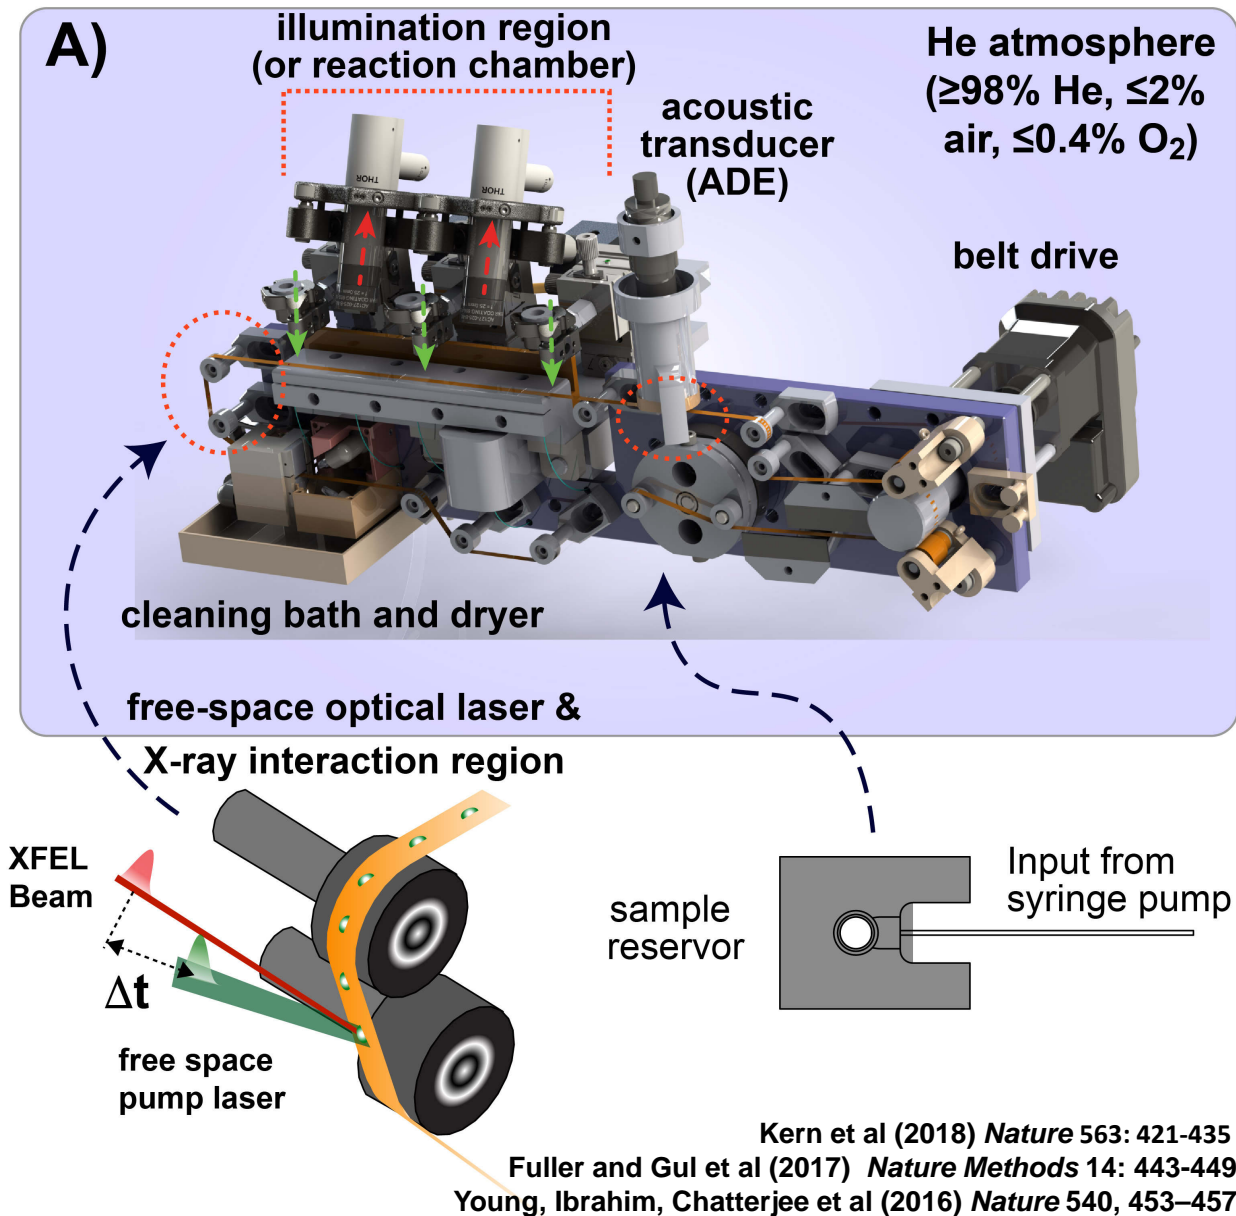 A)
illumination region
(or reaction chamber)
He atmosphere
(≥98% He, ≤2%
air, ≤0.4% O₂)
acoustic
transducer
(ADE)
belt drive
THOR
THOR
cleaning bath and dryer
free-space optical laser &
X-ray interaction region
XFEL
Beam
Δt
free space
pump laser
sample
reservor
Input from
syringe pump
Kern et al (2018) Nature 563: 421-435
Fuller and Gul et al (2017) Nature Methods 14: 443-449
Young, Ibrahim, Chatterjee et al (2016) Nature 540, 453–457